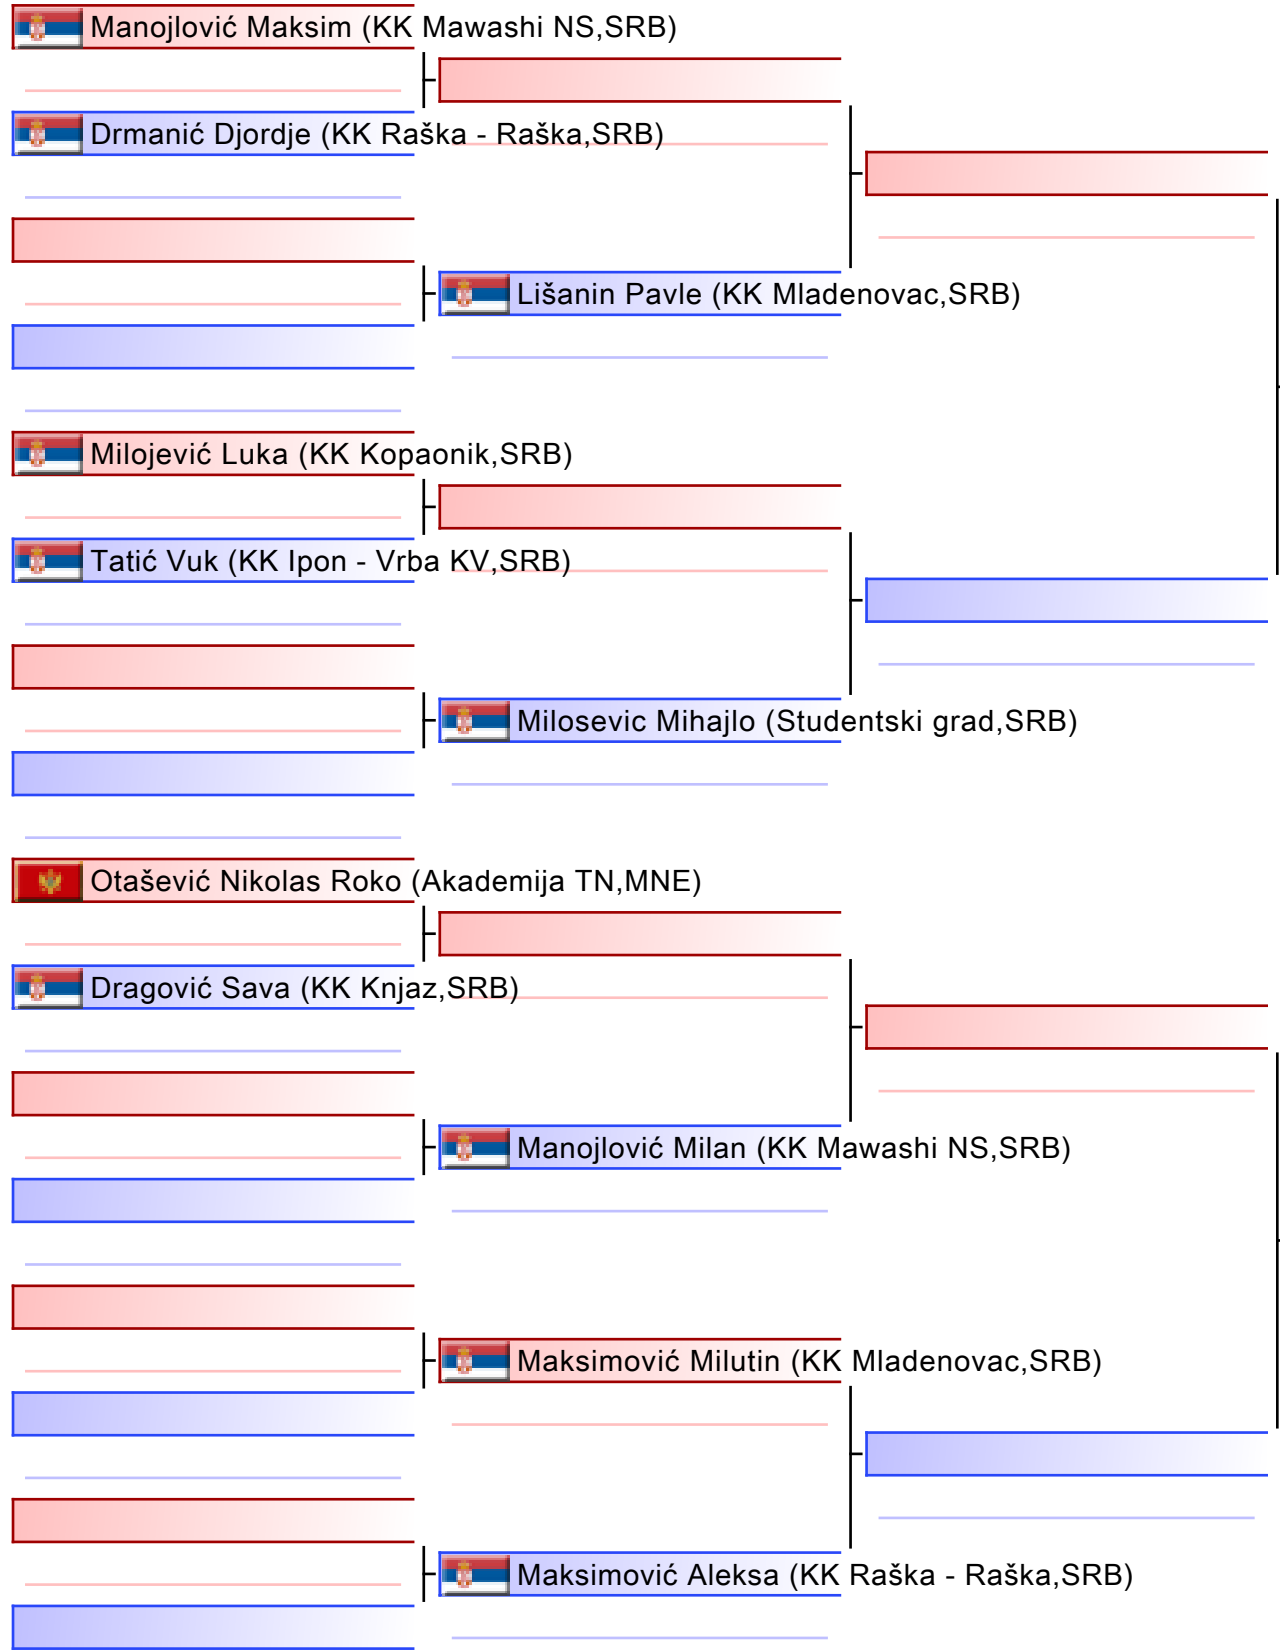 Manojlović Maksim (KK Mawashi NS,SRB)
Drmanić Djordje (KK Raška - Raška,SRB)
Lišanin Pavle (KK Mladenovac,SRB)
Milojević Luka (KK Kopaonik,SRB)
Tatić Vuk (KK Ipon - Vrba KV,SRB)
Milosevic Mihajlo (Studentski grad,SRB)
Otašević Nikolas Roko (Akademija TN,MNE)
Dragović Sava (KK Knjaz,SRB)
Manojlović Milan (KK Mawashi NS,SRB)
Maksimović Milutin (KK Mladenovac,SRB)
Maksimović Aleksa (KK Raška - Raška,SRB)